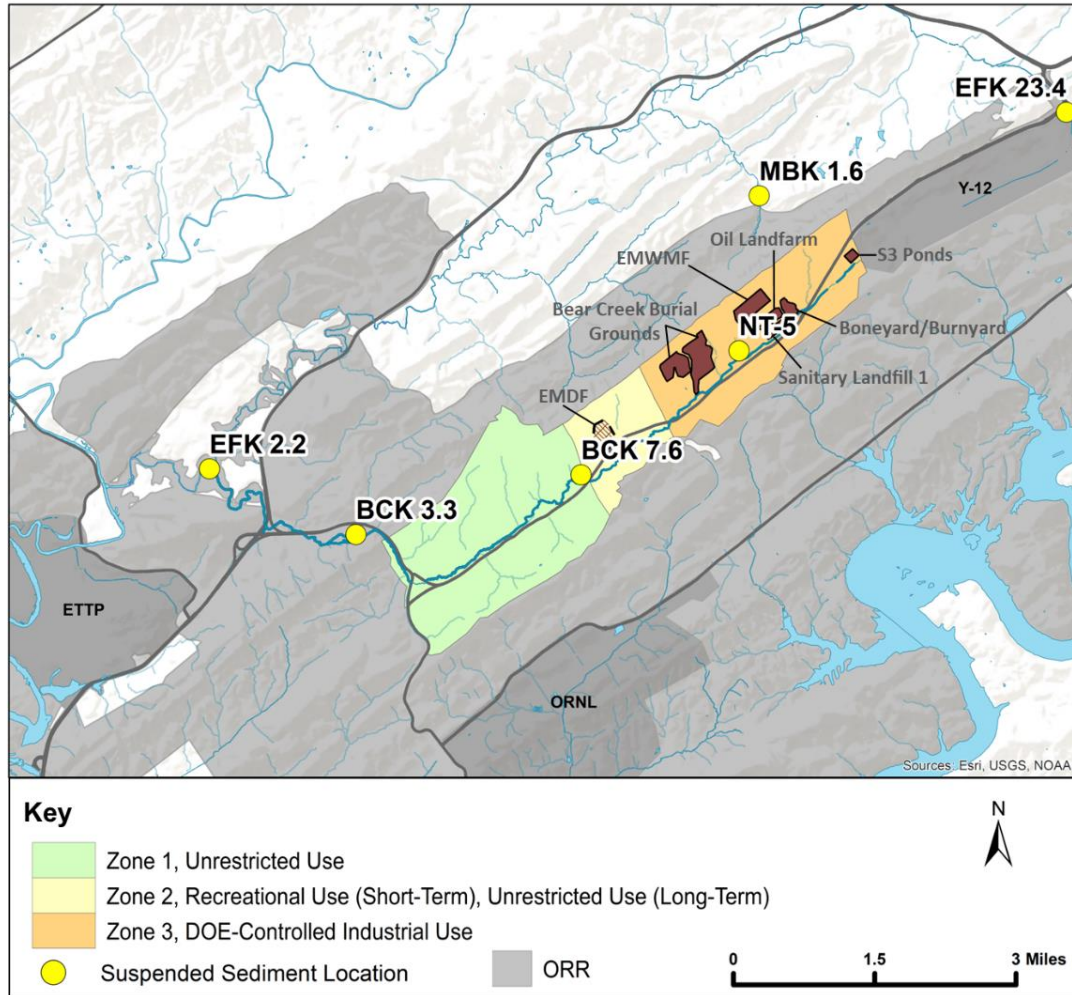 EFK 23.4
MBK 1.6
Y-12
Oil Landfarm
EMWMF
S3 Ponds
Bear Creek Burial
Grounds
NT-5
Boneyard/Burnyard
Sanitary Landfill 1
EMDF
BCK 7.6
EFK 2.2
BCK 3.3
ETTP
ORNL
Sources: Esri, USGS, NOAA
Key
N
Zone 1, Unrestricted Use
Zone 2, Recreational Use (Short-Term), Unrestricted Use (Long-Term)
Zone 3, DOE-Controlled Industrial Use
Suspended Sediment Location
ORR
0 1.5 3 Miles